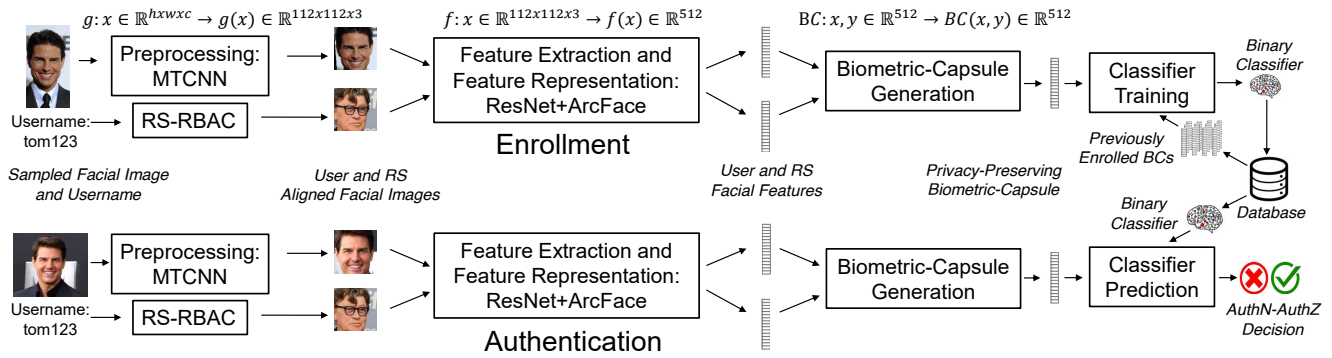 g: x ∈ ℝ^{hxwxc} → g(x) ∈ ℝ^{112x112x3}
f: x ∈ ℝ^{112x112x3} → f(x) ∈ ℝ^{512}
BC: x, y ∈ ℝ^{512} → BC(x, y) ∈ ℝ^{512}
Preprocessing:
MTCNN
Username:
tom123
RS-RBAC
Feature Extraction and
Feature Representation:
ResNet+ArcFace
Enrollment
Biometric-Capsule
Generation
Classifier
Training
Binary
Classifier
Previously
Enrolled BCs
Sampled Facial Image
and Username
User and RS
Aligned Facial Images
User and RS
Facial Features
Privacy-Preserving
Biometric-Capsule
Database
Binary
Classifier
Preprocessing:
MTCNN
Username:
tom123
RS-RBAC
Feature Extraction and
Feature Representation:
ResNet+ArcFace
Authentication
Biometric-Capsule
Generation
Classifier
Prediction
AuthN-AuthZ
Decision